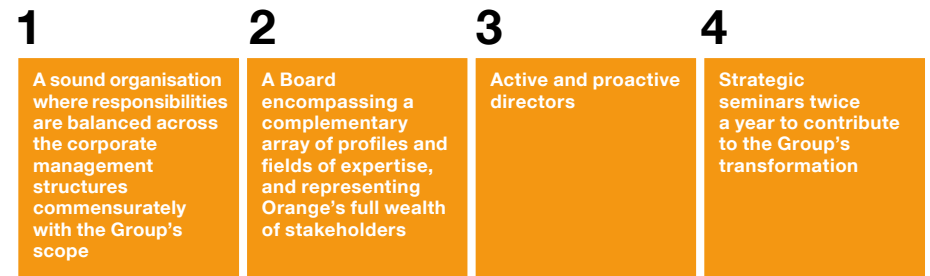 1
A sound organisation
where responsibilities
are balanced across
the corporate
management
structures
commensurately
with the Group's
scope
2
A Board
encompassing a
complementary
array of profiles and
fields of expertise,
and representing
Orange's full wealth
of stakeholders
3
Active and proactive
directors
4
Strategic
seminars twice
a year to contribute
to the Group's
transformation